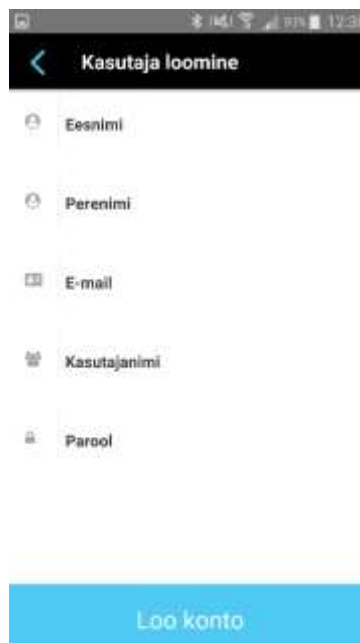 Kasutaja loomine
Eesnimi
Perenimi
E-mail
Kasutajanimi
Parool
Loo konto